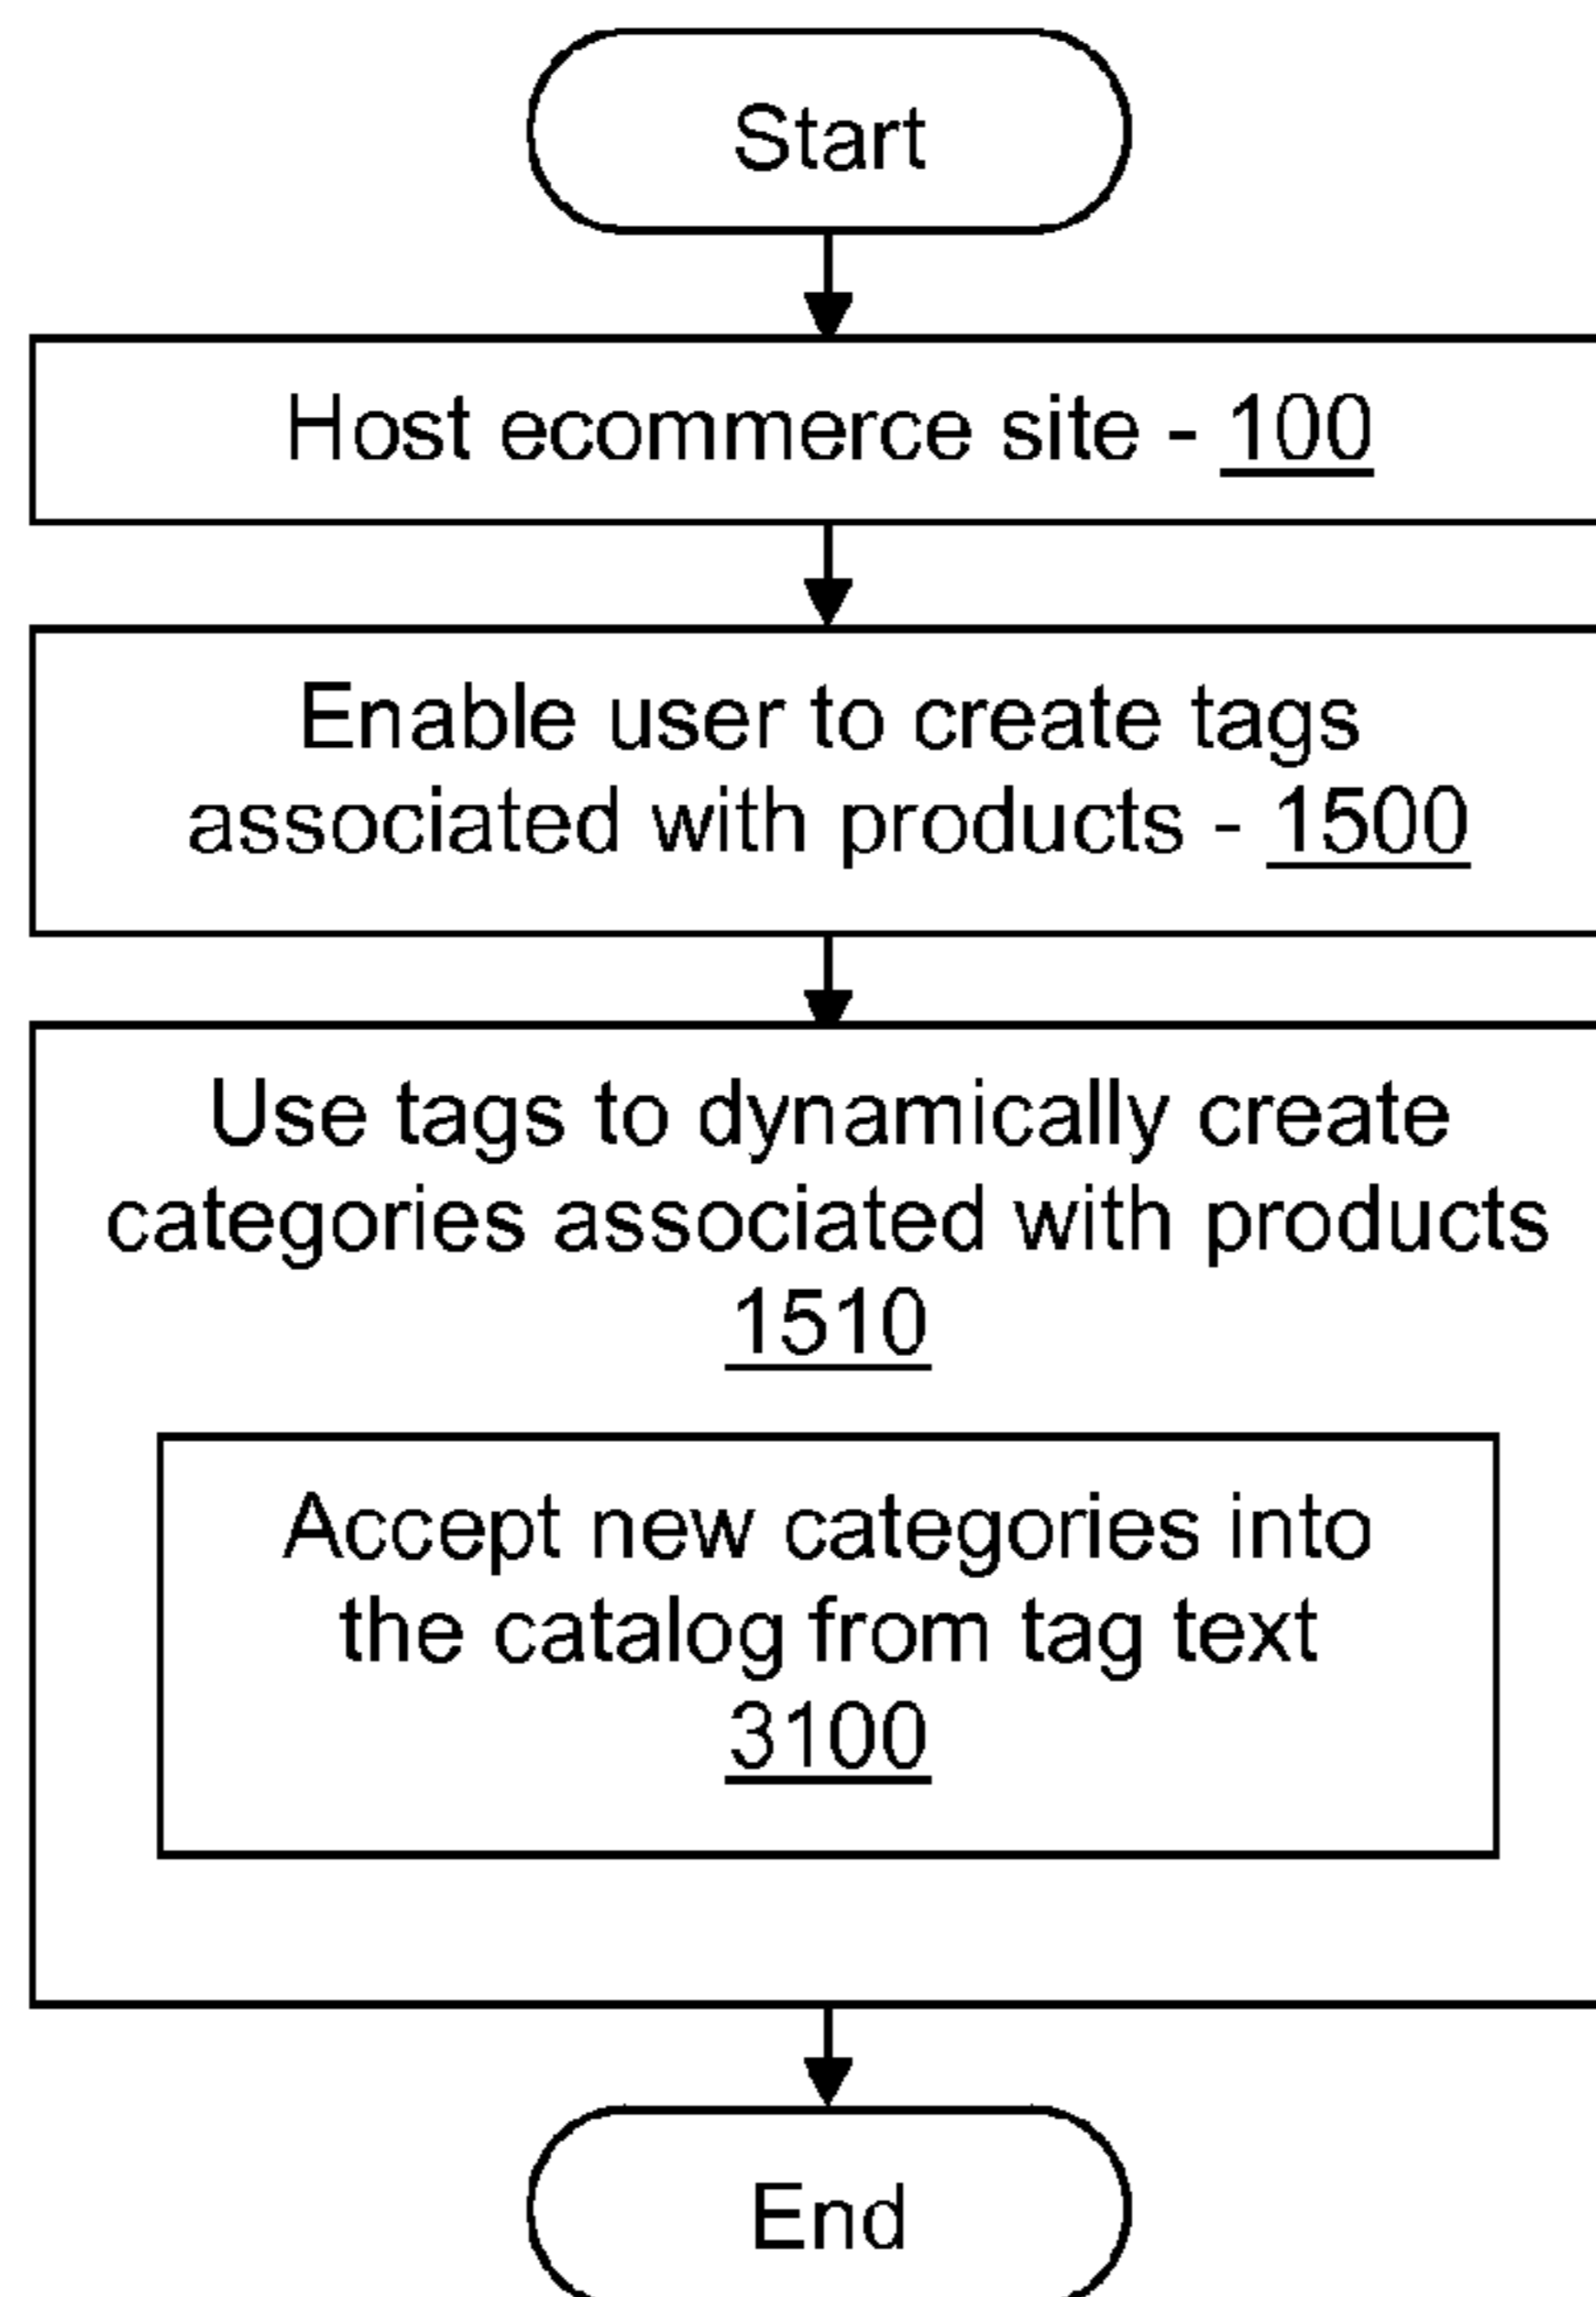 Start
Host ecommerce site - 100
Enable user to create tags
associated with products - 1500
Use tags to dynamically create
categories associated with products
1510
Accept new categories into
the catalog from tag text
3100
End